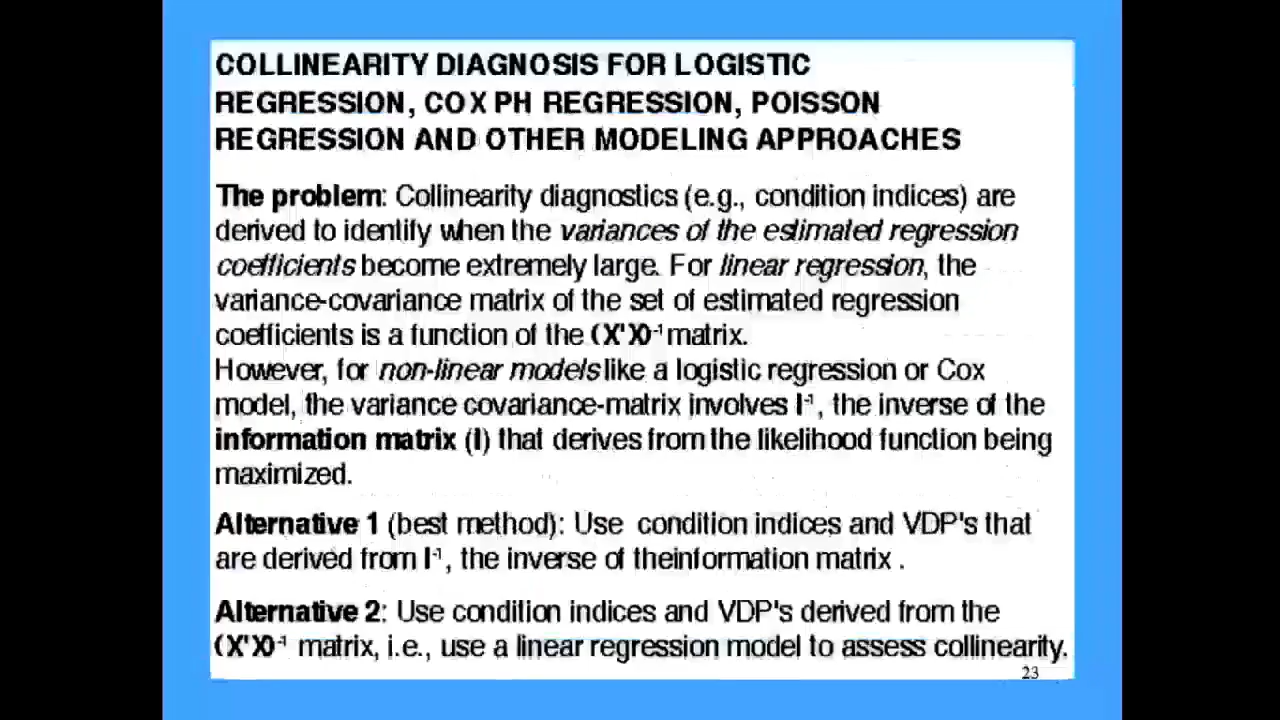 COLLINEARITY DIAGNOSIS FOR LOGISTIC
REGRESSION, COX PH REGRESSION, POISSON
REGRESSION AND OTHER MODELING APPROACHES
The problem: Collinearity diagnostics (e.g., condition indices) are
derived to identify when the variances of the estimated regression
coefficients become extremely large. For linear regression, the
variance-covariance matrix of the set of estimated regression
coefficients is a function of the (X'X)⁻¹ matrix.
However, for non-linear models like a logistic regression or Cox
model, the variance covariance-matrix involves I⁻¹, the inverse of the
information matrix (I) that derives from the likelihood function being
maximized.
Alternative 1 (best method): Use condition indices and VDP's that
are derived from I⁻¹, the inverse of theinformation matrix .
Alternative 2: Use condition indices and VDP's derived from the
(X'X)⁻¹ matrix, i.e., use a linear regression model to assess collinearity.
23